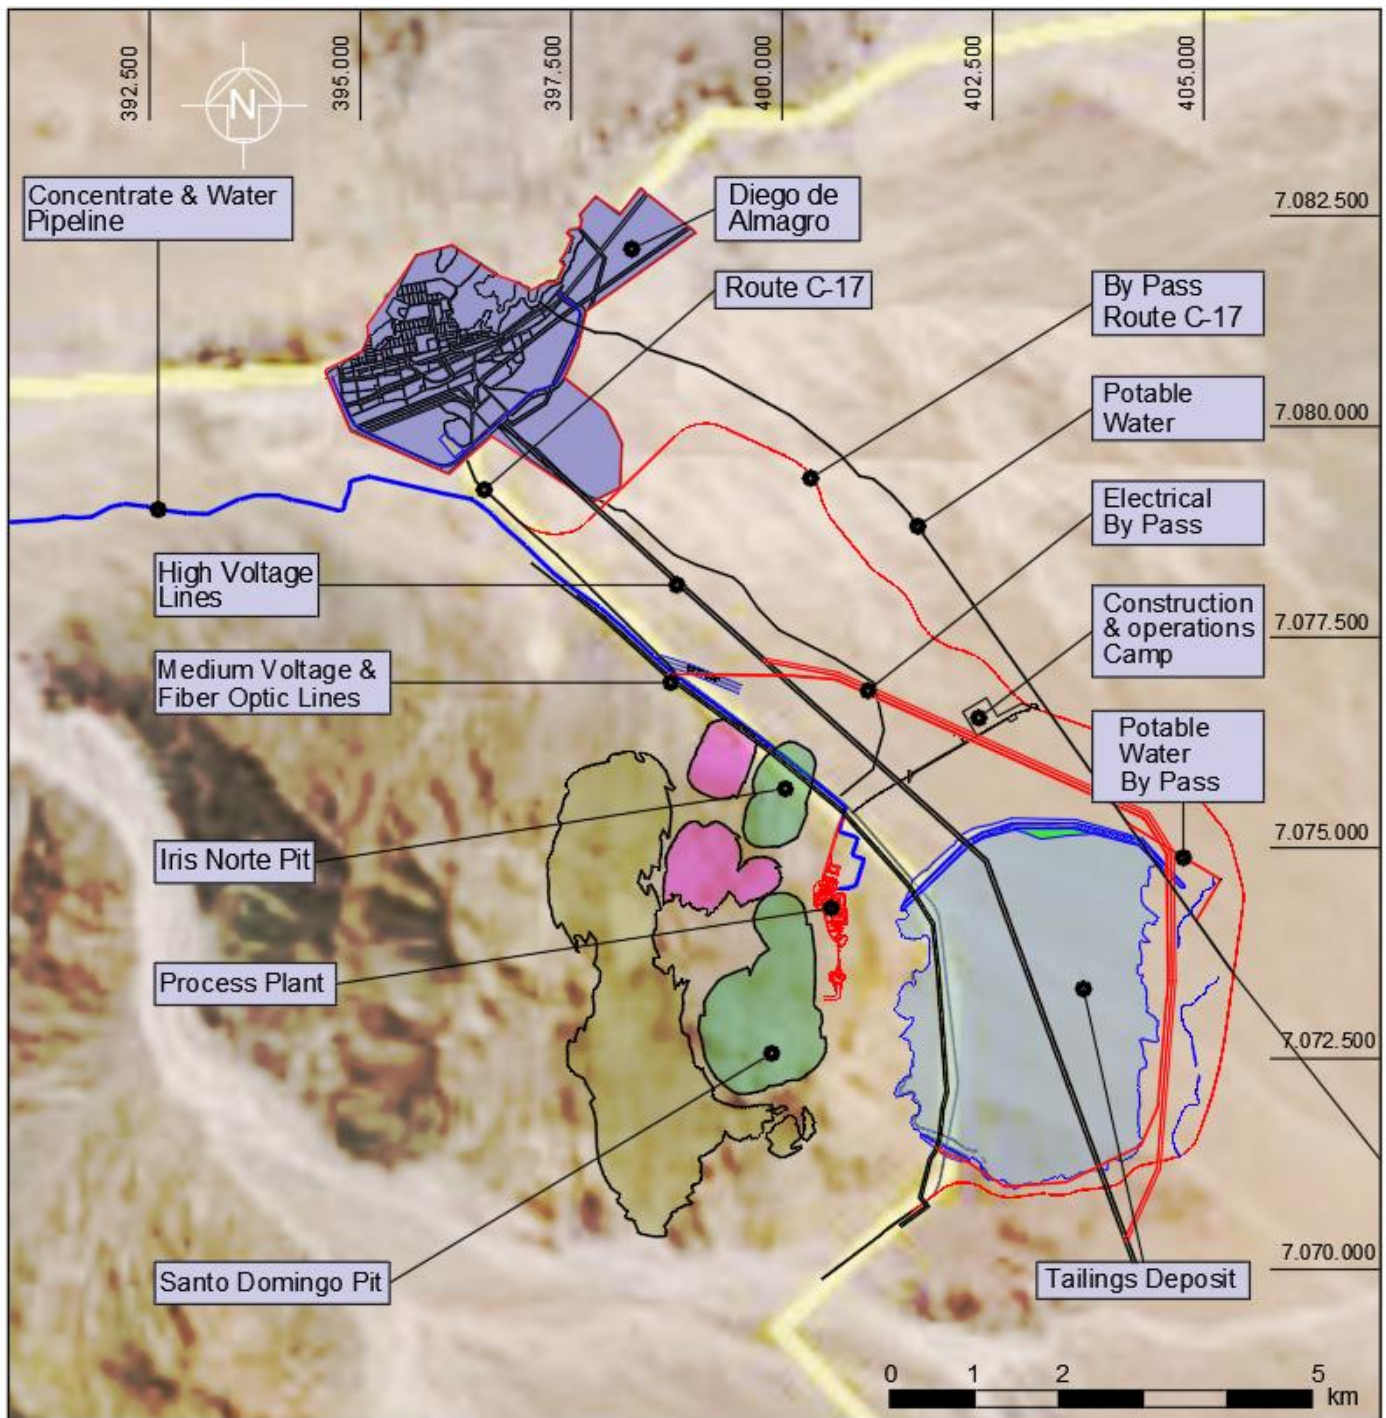 392.500
395.000
397.500
400.000
402.500
405.000
N
Concentrate & Water
Pipeline
Diego de
Almagro
7.082.500
Route C-17
By Pass
Route C-17
Potable
Water
7.080.000
Electrical
By Pass
High Voltage
Lines
Construction
& operations
Camp
7.077.500
Medium Voltage &
Fiber Optic Lines
Potable
Water
By Pass
Iris Norte Pit
7.075.000
Process Plant
7.072.500
Santo Domingo Pit
Tailings Deposit
7.070.000
0 1 2 5
km